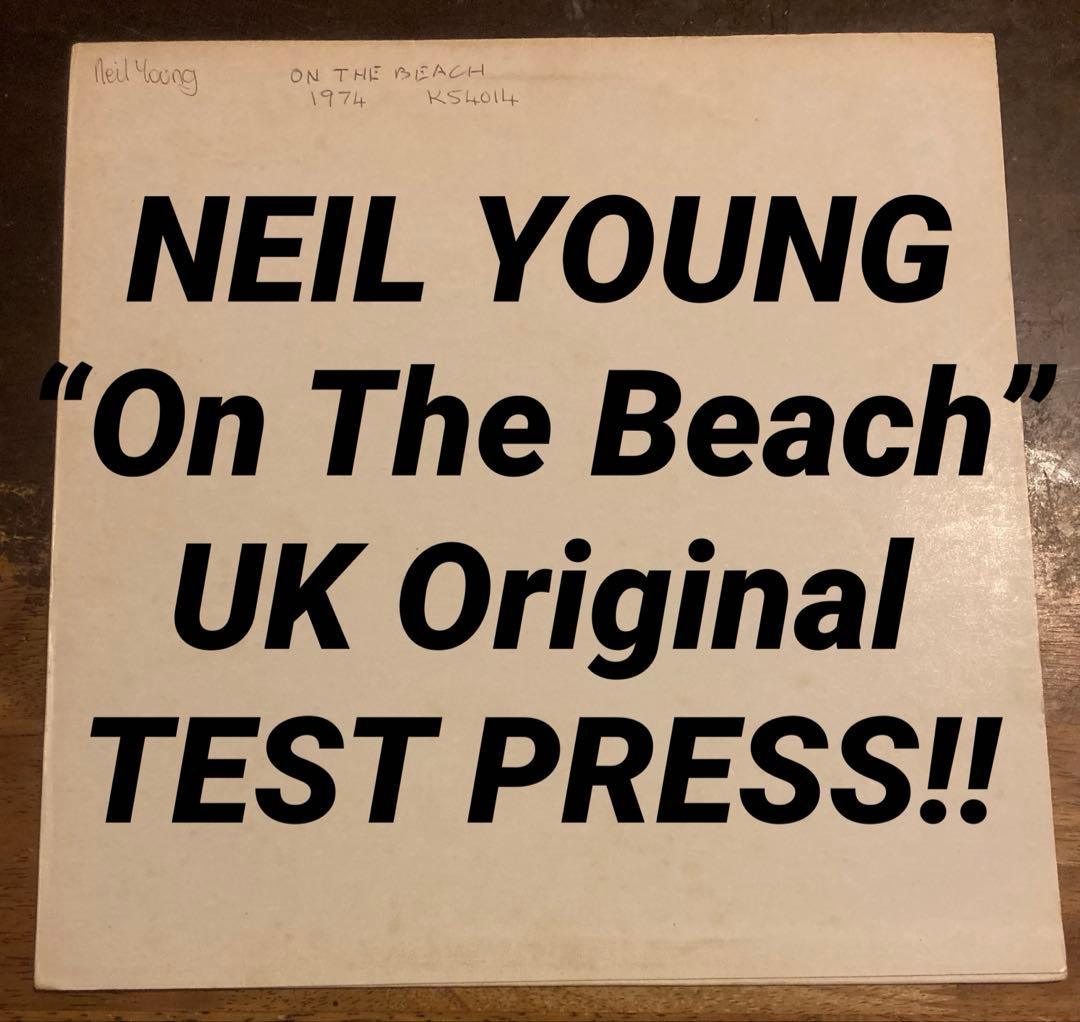 Neil Young ON THE BEACH
1974 K54014
NEIL YOUNG
“On The Beach”
UK Original
TEST PRESS!!